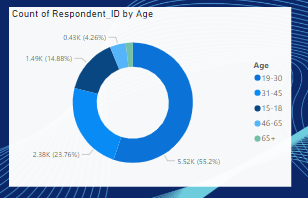 Count of Respondent_ID by Age
0.43K (4.26%)
1.49K (14.88%)
2.38K (23.76%)
5.52K (55.2%)
Age
19-30
31-45
15-18
46-65
65+